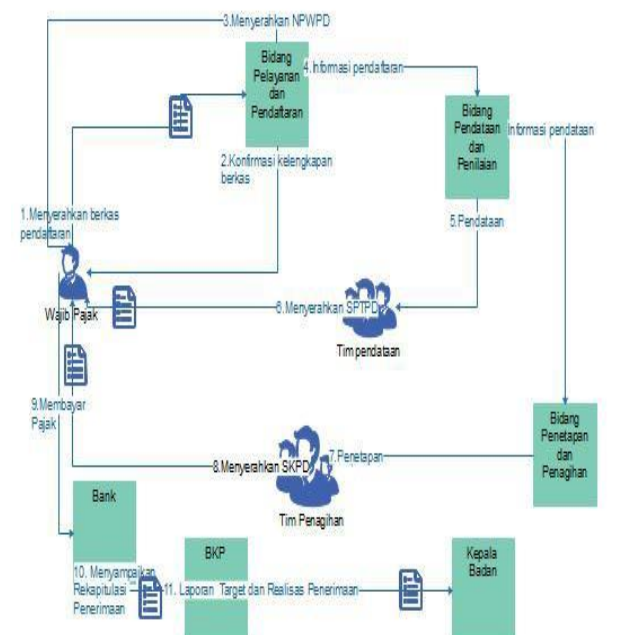 3.Menyerahkan NPWPD
Bidang
Pelayanan
dan
Pendaftaran
4.Informasi pendaftaran
Bidang
Pendataan
dan
Penilaian
Informasi pendataan
2.Konfirmasi kelengkapan
berkas
1.Menyerahkan berkas
pendaftaran
5.Pendataan
Wajib Pajak
6.Menyerahkan SPTPD
Tim pendataan
9.Membayar
Pajak
Bidang
Penetapan
dan
Penagihan
8.Menyerahkan SKPD
7.Penetapan
Tim Penagihan
Bank
BKP
Kepala
Badan
10. Menyampaikan
Rekapitulasi
Penerimaan
11. Laporan Target dan Realisas Penerimaan